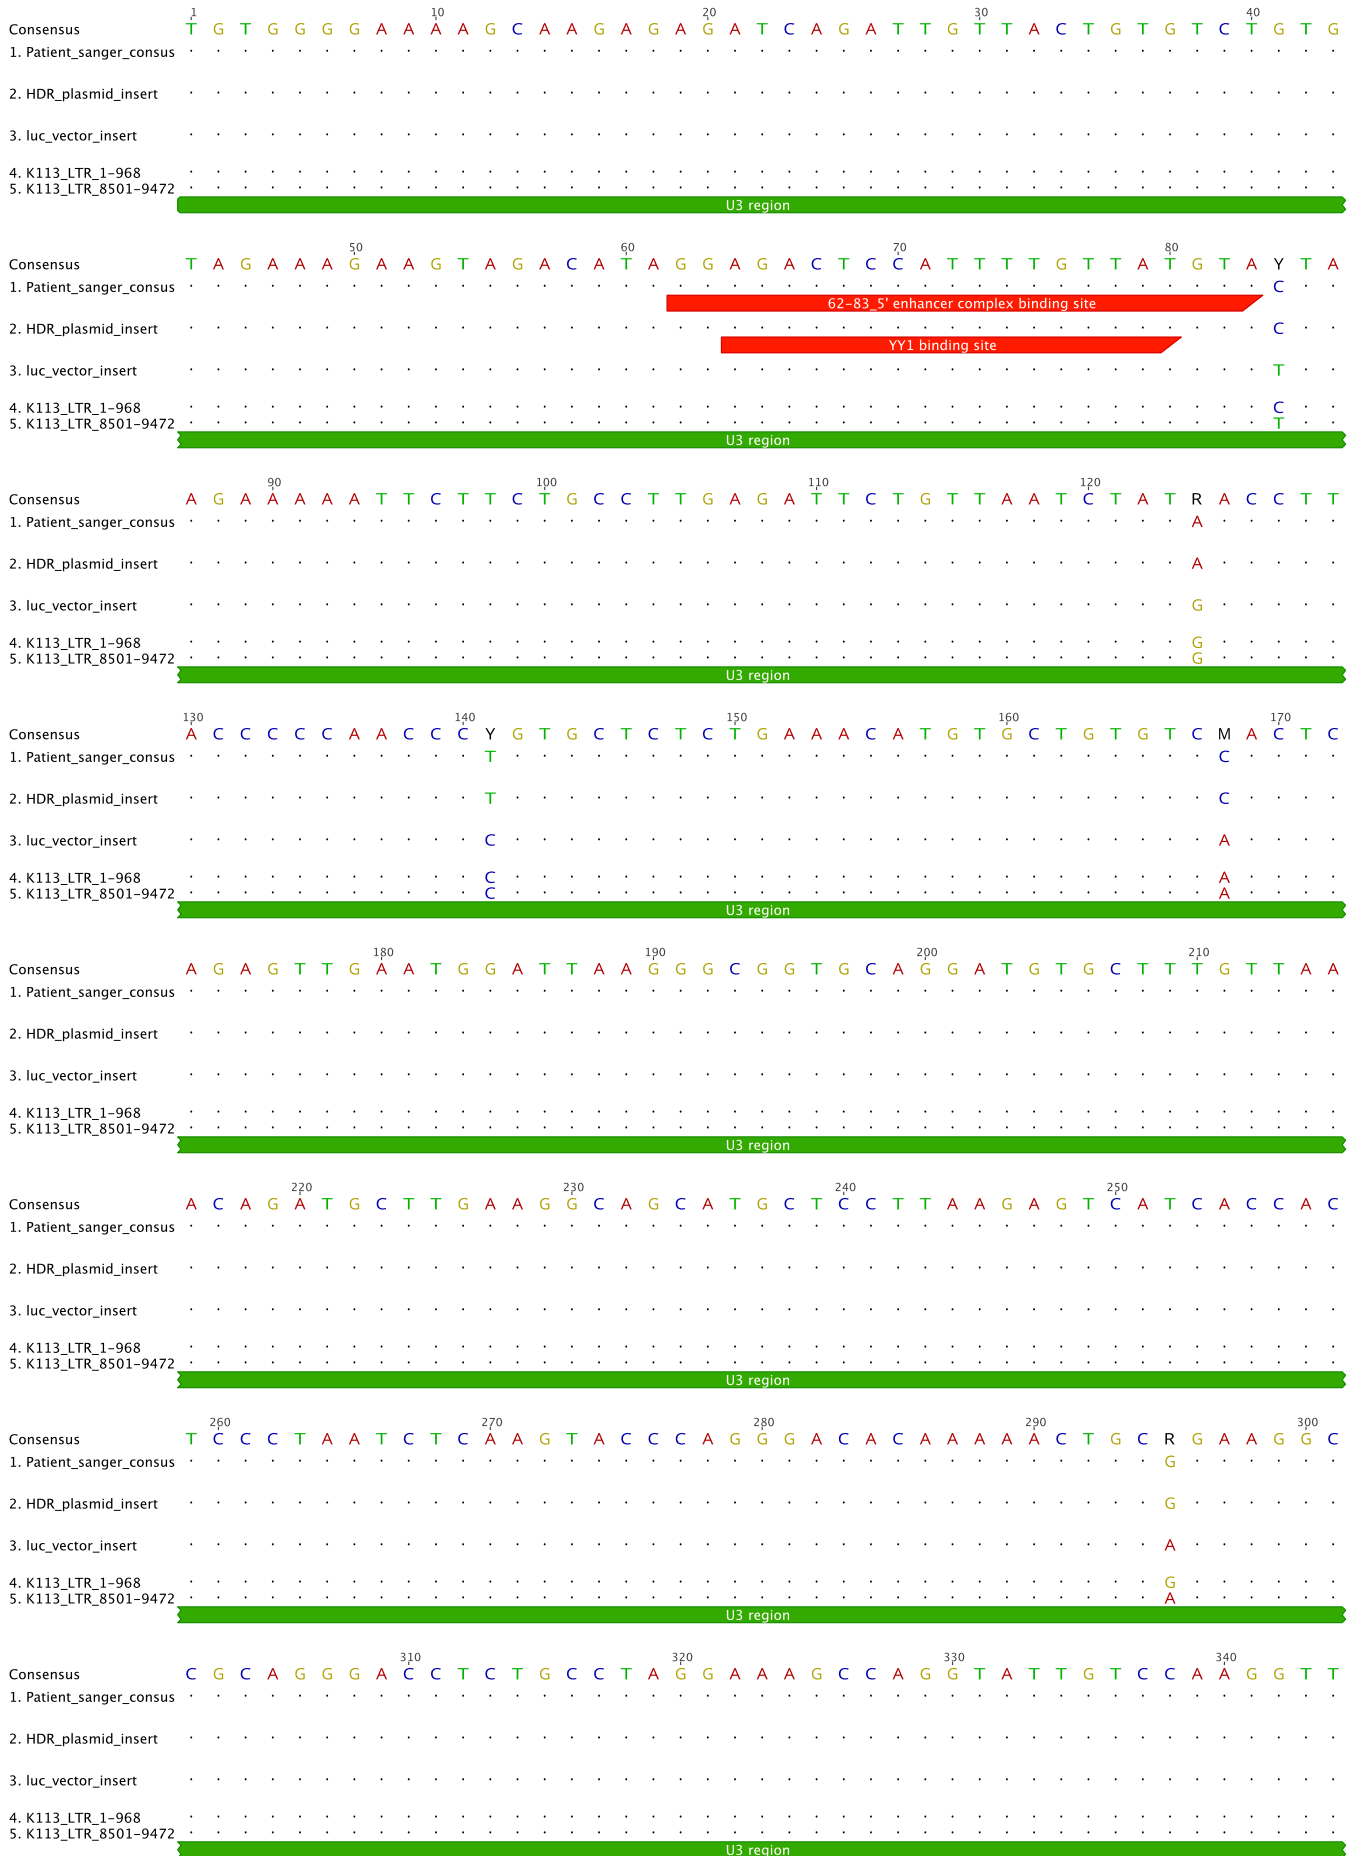 1 10 20 30 40
Consensus T G T G G G G A A A A G C A A G A G A G A T C A G A T T G T T A C T G T G T C T G T G
1. Patient_sanger_consus
2. HDR_plasmid_insert
3. luc_vector_insert
4. K113_LTR_1-968
5. K113_LTR_8501-9472
U3 region
50 60 70 80
Consensus T A G A A A G A A G T A G A C A T A G G A G A C T C C A T T T T G T T A T G T A Y T A
1. Patient_sanger_consus C
62-83_5' enhancer complex binding site
2. HDR_plasmid_insert C
YY1 binding site
3. luc_vector_insert T
4. K113_LTR_1-968 C
5. K113_LTR_8501-9472 T
U3 region
90 100 110 120
Consensus A G A A A A A T T C T T C T G C C T T G A G A T T C T G T T A A T C T A T R A C C T T
1. Patient_sanger_consus A
2. HDR_plasmid_insert A
3. luc_vector_insert G
4. K113_LTR_1-968 G
5. K113_LTR_8501-9472 G
U3 region
130 140 150 160 170
Consensus A C C C C C A A C C C Y G T G C T C T C T G A A A C A T G T G C T G T G T C M A C T C
1. Patient_sanger_consus T C
2. HDR_plasmid_insert T C
3. luc_vector_insert C A
4. K113_LTR_1-968 C A
5. K113_LTR_8501-9472 C A
U3 region
180 190 200 210
Consensus A G A G T T G A A T G G A T T A A G G G C G G T G C A G G A T G T G C T T T G T T A A
1. Patient_sanger_consus
2. HDR_plasmid_insert
3. luc_vector_insert
4. K113_LTR_1-968
5. K113_LTR_8501-9472
U3 region
220 230 240 250
Consensus A C A G A T G C T T G A A G G C A G C A T G C T C C T T A A G A G T C A T C A C C A C
1. Patient_sanger_consus
2. HDR_plasmid_insert
3. luc_vector_insert
4. K113_LTR_1-968
5. K113_LTR_8501-9472
U3 region
260 270 280 290 300
Consensus T C C C T A A T C T C A A G T A C C C A G G G A C A C A A A A A C T G C R G A A G G C
1. Patient_sanger_consus G
2. HDR_plasmid_insert G
3. luc_vector_insert A
4. K113_LTR_1-968 G
5. K113_LTR_8501-9472 A
U3 region
310 320 330 340
Consensus C G C A G G G A C C T C T G C C T A G G A A A G C C A G G T A T T G T C C A A G G T T
1. Patient_sanger_consus
2. HDR_plasmid_insert
3. luc_vector_insert
4. K113_LTR_1-968
5. K113_LTR_8501-9472
U3 region